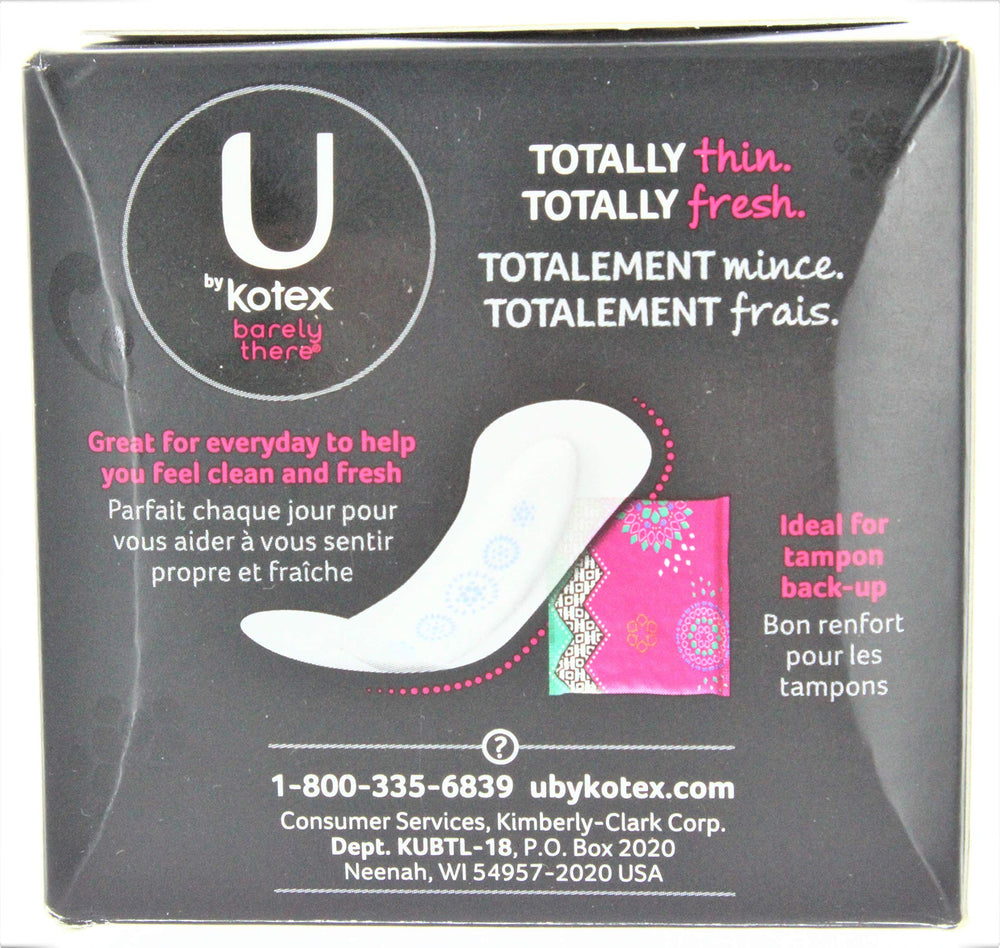 U
by Kotex
barely
there®
TOTALLY thin.
TOTALLY fresh.
TOTALEMENT mince.
TOTALEMENT frais.
Great for everyday to help
you feel clean and fresh
Parfait chaque jour pour
vous aider à vous sentir
propre et fraîche
Ideal for
tampon
back-up
Bon renfort
pour les
tampons
?
1-800-335-6839 ubykotex.com
Consumer Services, Kimberly-Clark Corp.
Dept. KUBTL-18, P.O. Box 2020
Neenah, WI 54957-2020 USA